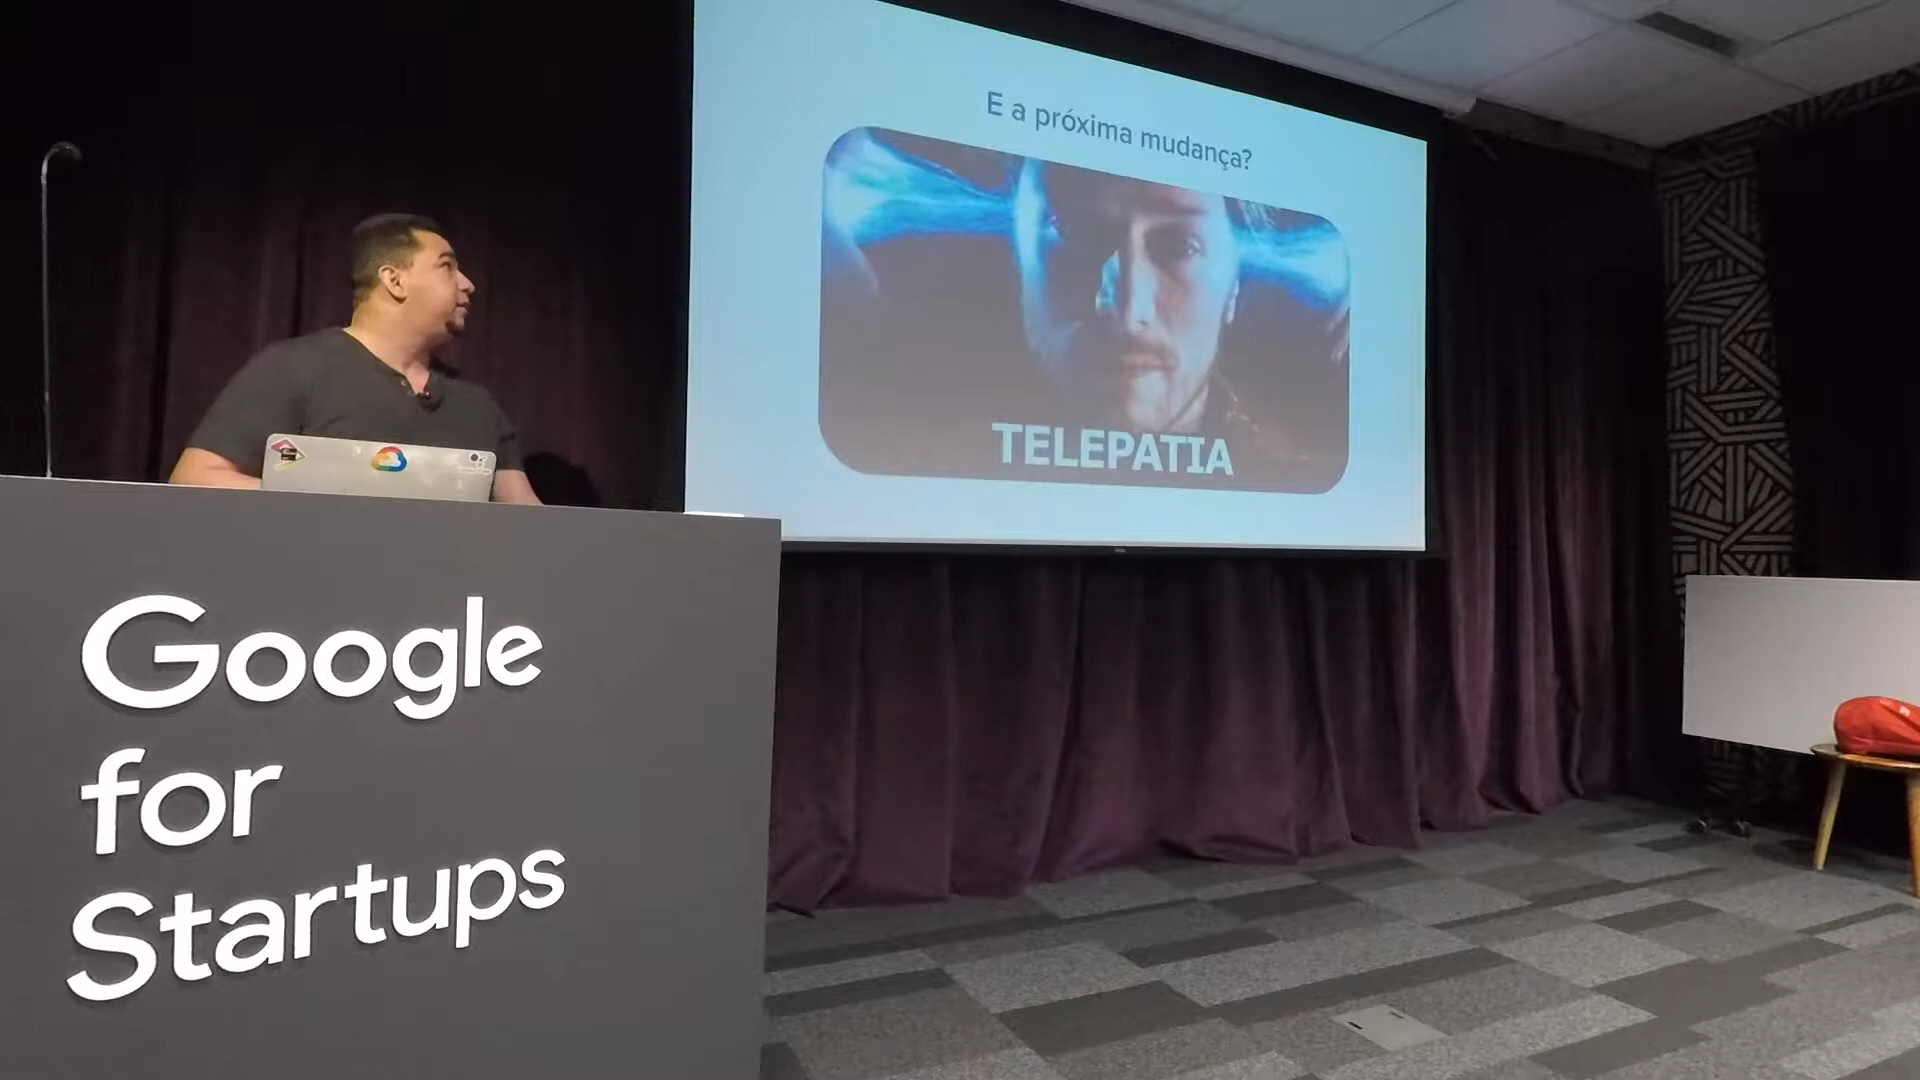 E a próxima mudança?
TELEPATIA
Google
for
Startups